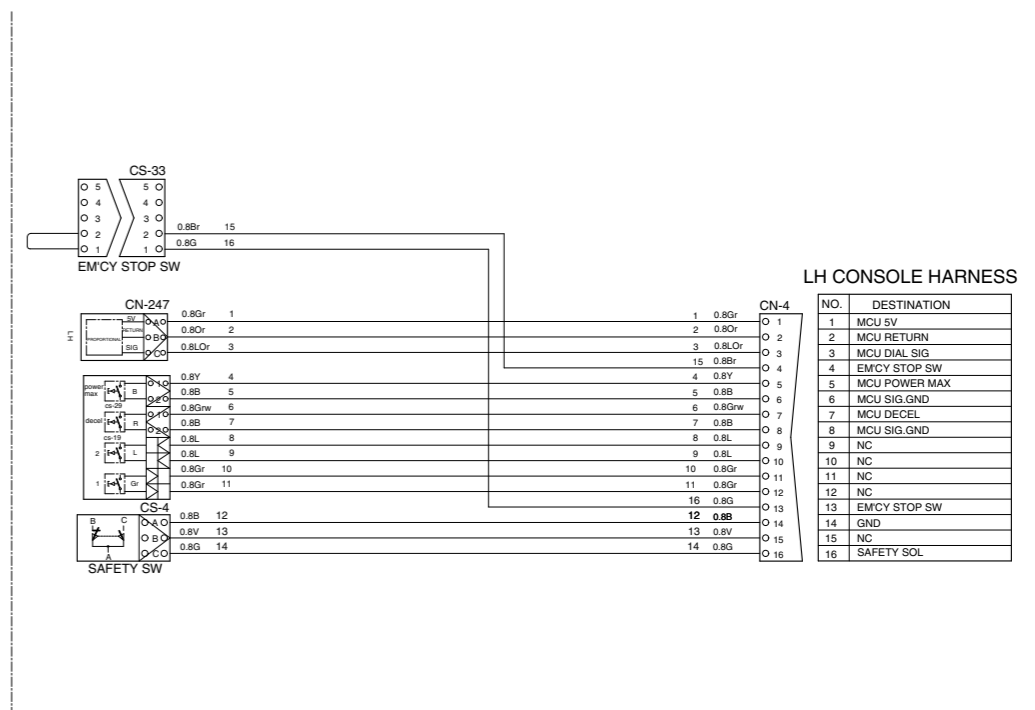 CS-33
5 5
4 4
3 3
2 2 0.8Br 15
1 1 0.8G 16
EM'CY STOP SW
LH CONSOLE HARNESS
CN-247
CN-4
NO. DESTINATION
LH
PROPORTIONAL
5V A 0.8Gr 1
RETURN B 0.8Or 2
SIG C 0.8LOr 3
power max B 1 0.8Y 4
2 0.8B 5
cs-29
decel R 1 0.8Grw 6
2 0.8B 7
cs-19
2 L 0.8L 8
0.8L 9
1 Gr 0.8Gr 10
0.8Gr 11
CS-4
B C A 0.8B 12
B 0.8V 13
A C 0.8G 14
SAFETY SW
1 0.8Gr 1
2 0.8Or 2
3 0.8LOr 3
15 0.8Br 4
4 0.8Y 5
5 0.8B 6
6 0.8Grw 7
7 0.8B 8
8 0.8L 9
9 0.8L 10
10 0.8Gr 11
11 0.8Gr 12
16 0.8G 13
12 0.8B 14
13 0.8V 15
14 0.8G 16
1 MCU 5V
2 MCU RETURN
3 MCU DIAL SIG
4 EM'CY STOP SW
5 MCU POWER MAX
6 MCU SIG.GND
7 MCU DECEL
8 MCU SIG.GND
9 NC
10 NC
11 NC
12 NC
13 EM'CY STOP SW
14 GND
15 NC
16 SAFETY SOL